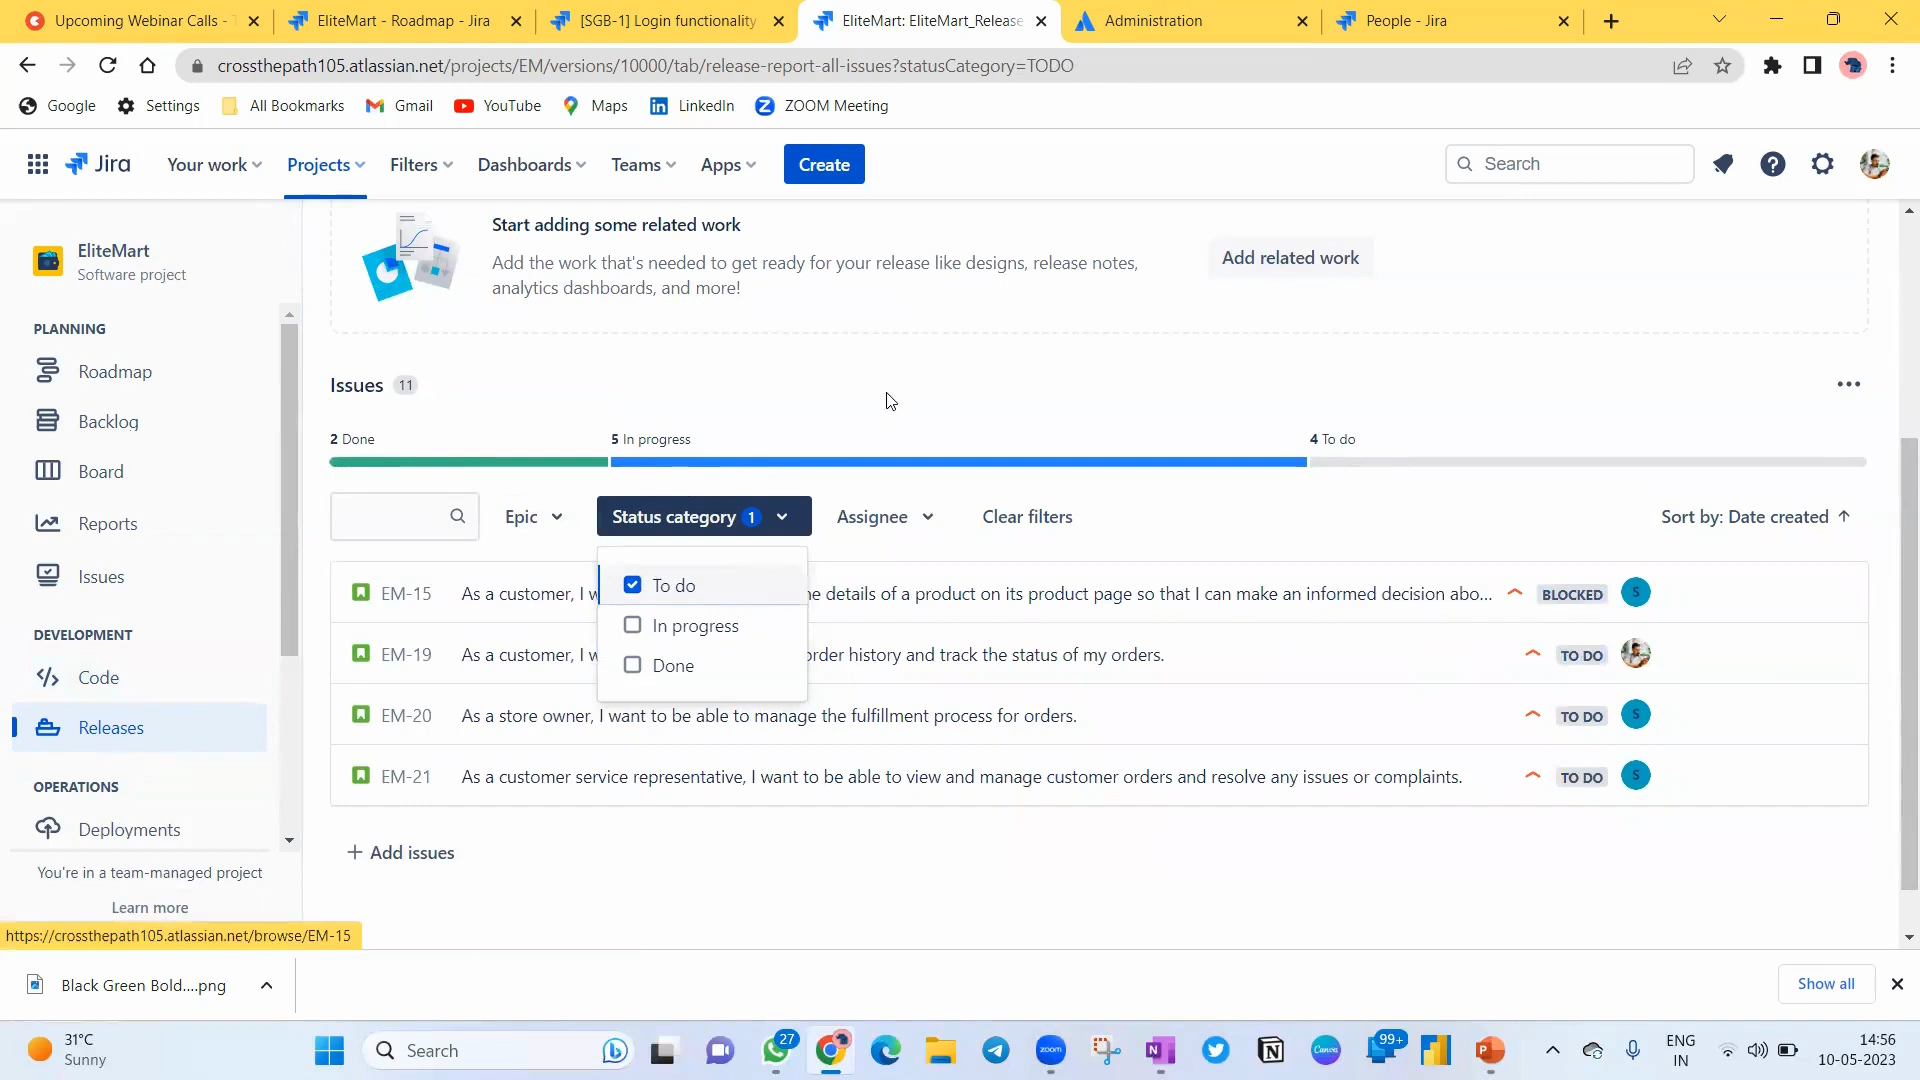 Upcoming Webinar Calls - T
EliteMart - Roadmap - Jira
[SGB-1] Login functionality
EliteMart: EliteMart_Release
Administration
People - Jira
crossthepath105.atlassian.net/projects/EM/versions/10000/tab/release-report-all-issues?statusCategory=TODO
Google
Settings
All Bookmarks
Gmail
YouTube
Maps
LinkedIn
ZOOM Meeting
Jira
Your work
Projects
Filters
Dashboards
Teams
Apps
Create
Search
EliteMart
Software project
PLANNING
Roadmap
Backlog
Board
Reports
Issues
DEVELOPMENT
Code
Releases
OPERATIONS
Deployments
You're in a team-managed project
Learn more
https://crossthepath105.atlassian.net/browse/EM-15
Start adding some related work
Add the work that's needed to get ready for your release like designs, release notes,
analytics dashboards, and more!
Add related work
Issues 11
2 Done
5 In progress
4 To do
Epic
Status category 1
Assignee
Clear filters
Sort by: Date created
To do
In progress
Done
EM-15 As a customer, I w he details of a product on its product page so that I can make an informed decision abo... BLOCKED S
EM-19 As a customer, I w order history and track the status of my orders. TO DO
EM-20 As a store owner, I want to be able to manage the fulfillment process for orders. TO DO S
EM-21 As a customer service representative, I want to be able to view and manage customer orders and resolve any issues or complaints. TO DO S
Add issues
Black Green Bold....png
Show all
31°C
Sunny
Search
27
zoom
Canva
99+
ENG
IN
14:56
10-05-2023